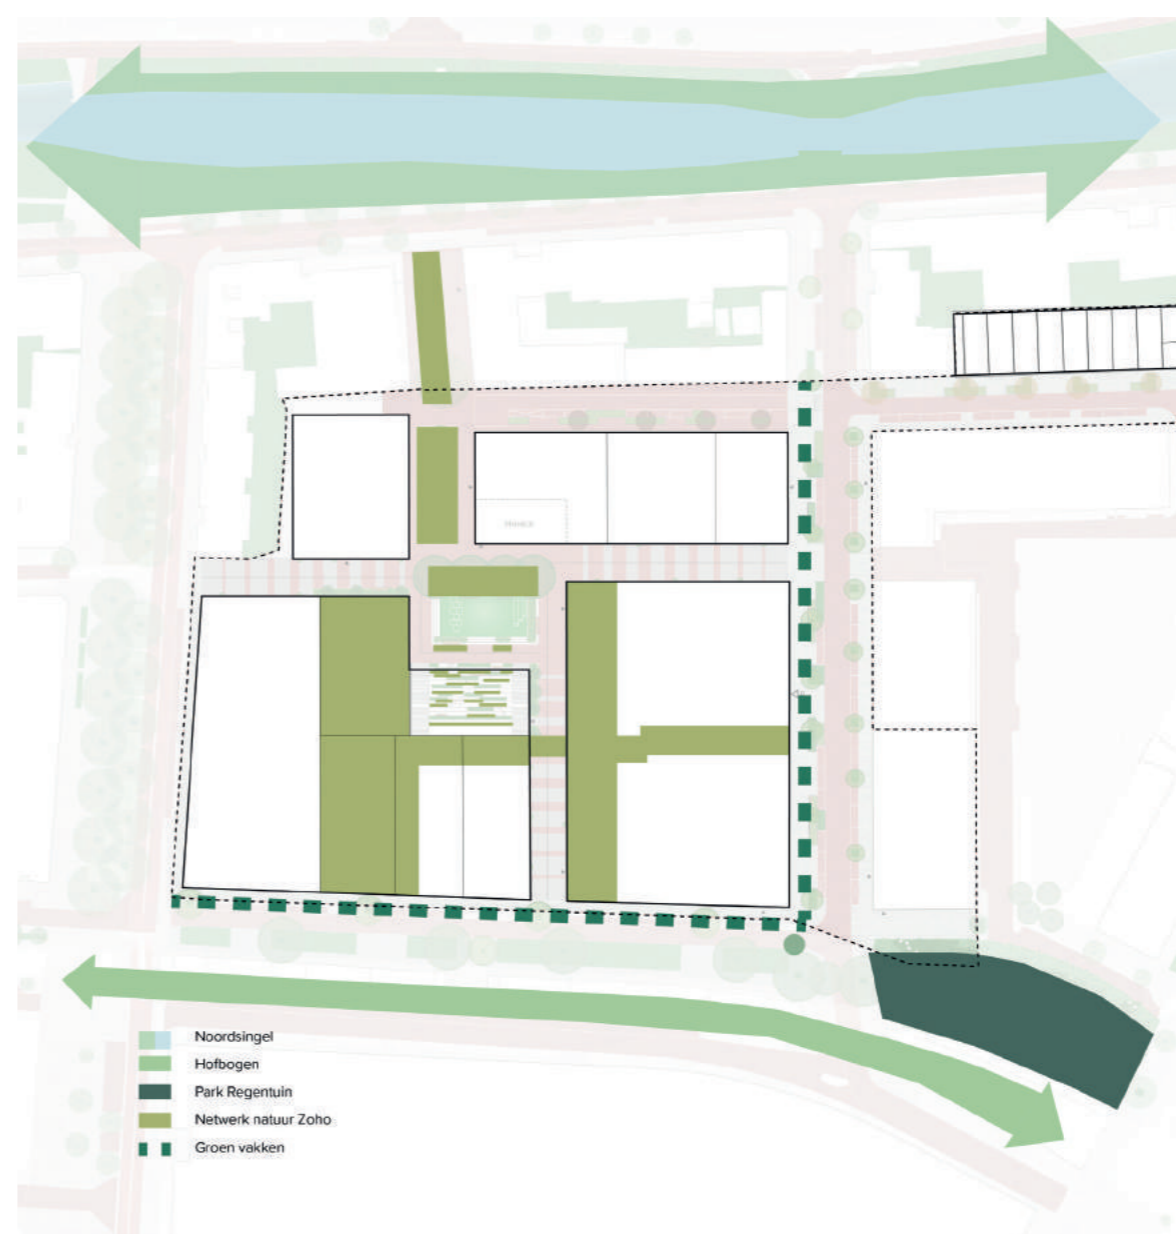 Noordsingel
Hofbogen
Park Regentuin
Netwerk natuur Zoho
Groen vakken